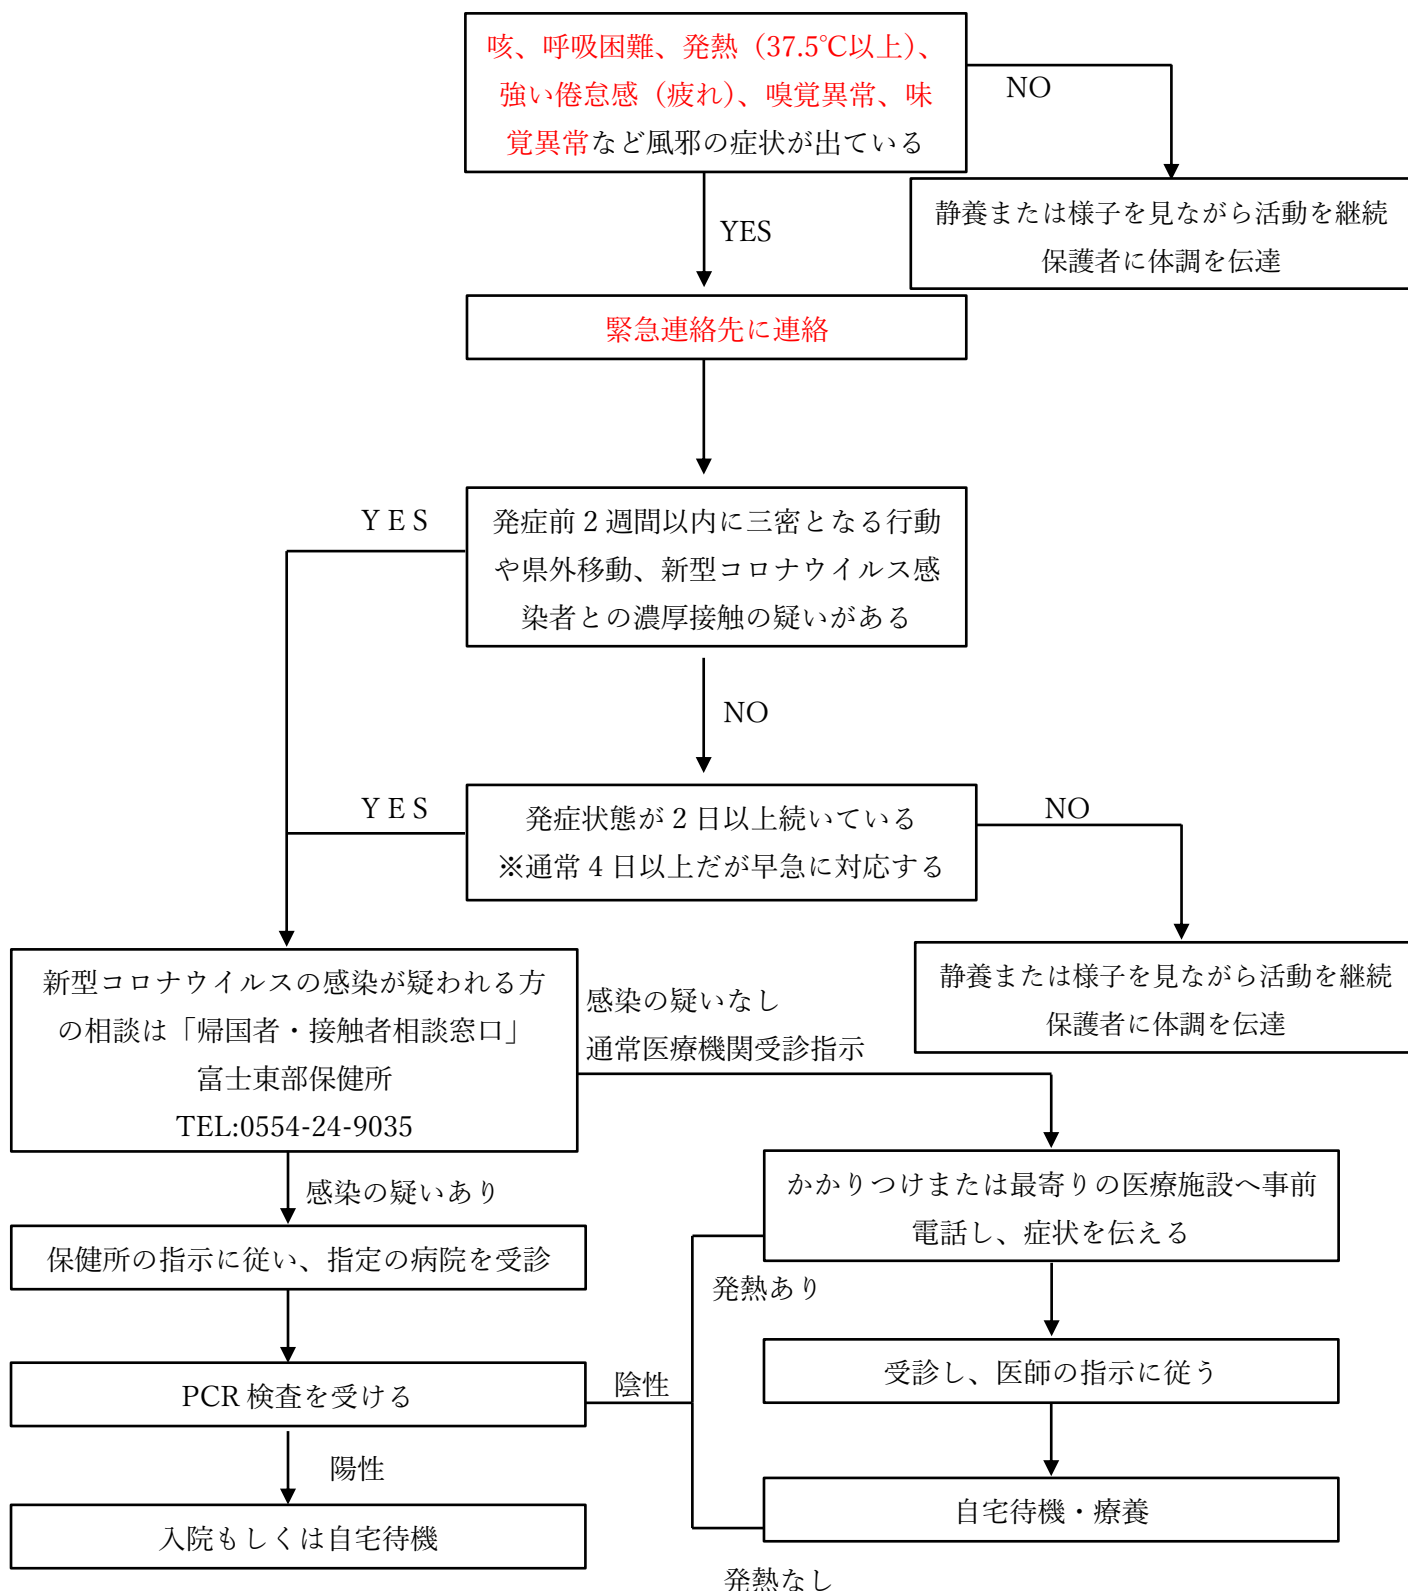 咳、呼吸困難、発熱（37.5℃以上）、
強い倦怠感（疲れ）、嗅覚異常、味
覚異常など風邪の症状が出ている
NO
静養または様子を見ながら活動を継続
保護者に体調を伝達
YES
緊急連絡先に連絡
YES
発症前２週間以内に三密となる行動
や県外移動、新型コロナウイルス感
染者との濃厚接触の疑いがある
NO
YES
発症状態が２日以上続いている
※通常４日以上だが早急に対応する
NO
静養または様子を見ながら活動を継続
保護者に体調を伝達
新型コロナウイルスの感染が疑われる方
の相談は「帰国者・接触者相談窓口」
富士東部保健所
TEL:0554-24-9035
感染の疑いなし
通常医療機関受診指示
感染の疑いあり
かかりつけまたは最寄りの医療施設へ事前
電話し、症状を伝える
保健所の指示に従い、指定の病院を受診
発熱あり
受診し、医師の指示に従う
PCR 検査を受ける
陰性
陽性
自宅待機・療養
入院もしくは自宅待機
発熱なし